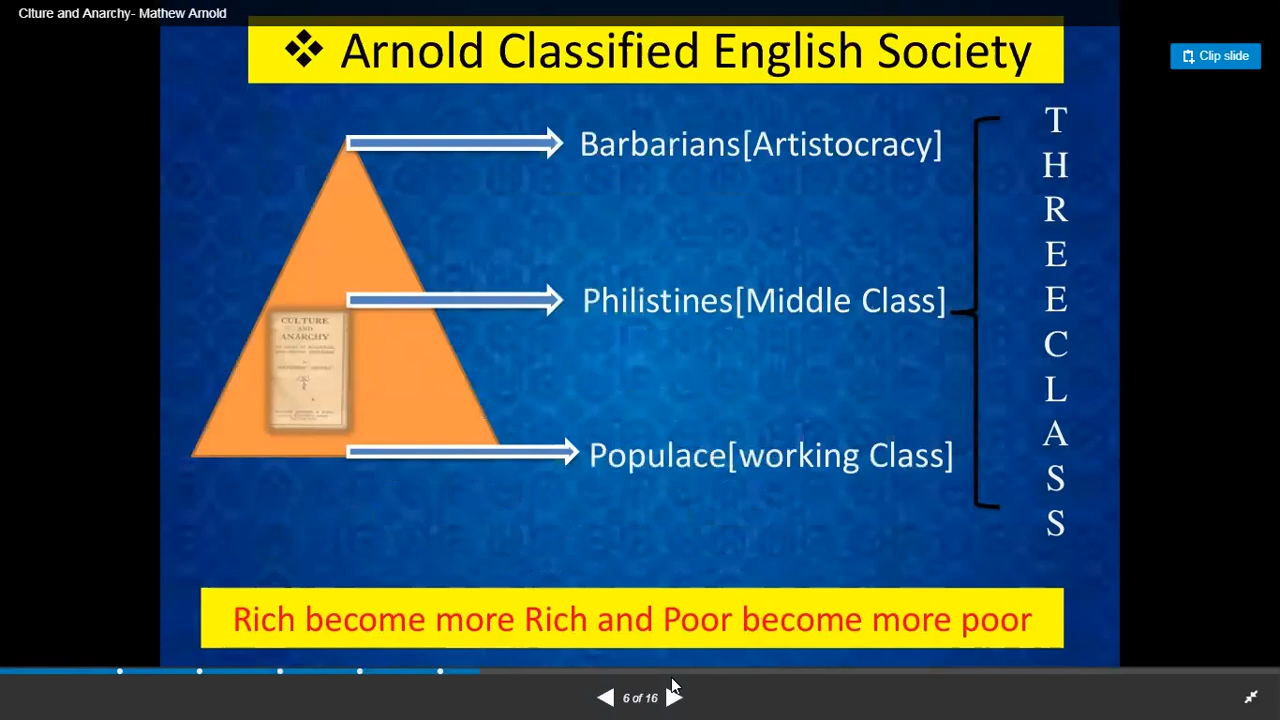 Clture and Anarchy- Mathew Arnold
❖ Arnold Classified English Society
Clip slide
Barbarians[Artistocracy]
Philistines[Middle Class]
Populace[working Class]
T
H
R
E
E
C
L
A
S
S
CULTURE
AND
ANARCHY
Rich become more Rich and Poor become more poor
6 of 16